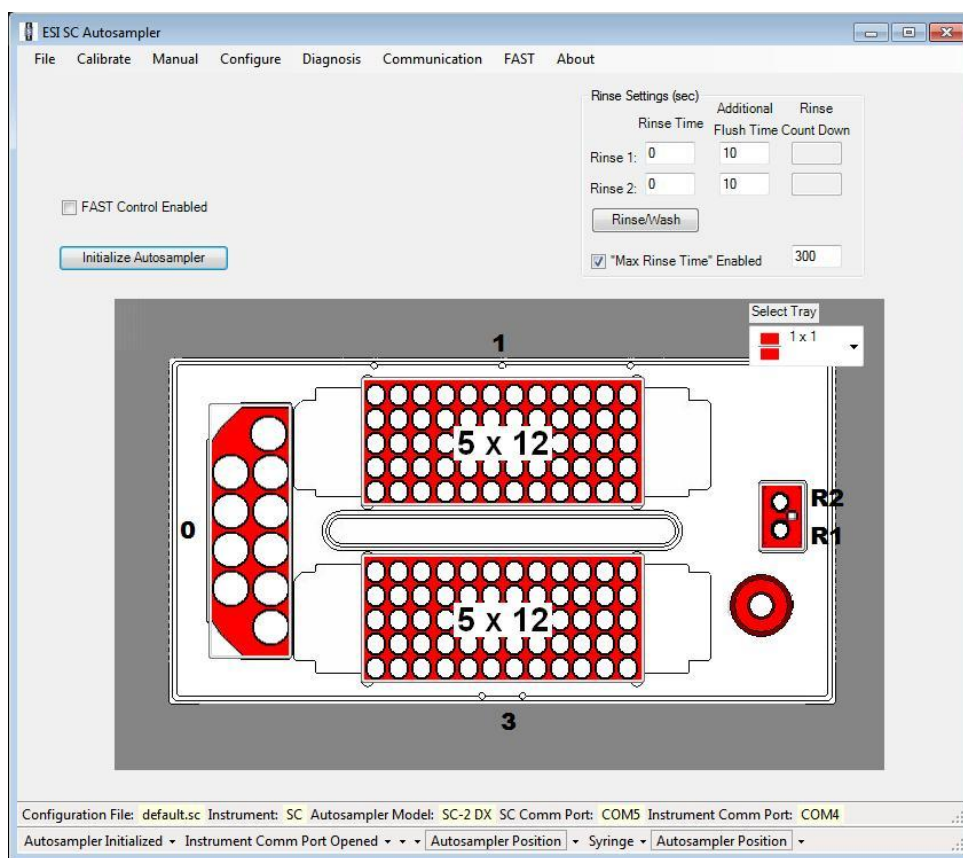 ESI SC Autosampler
File Calibrate Manual Configure Diagnosis Communication FAST About
Rinse Settings (sec)
Rinse Time Additional Flush Time Rinse Count Down
Rinse 1: 0 10
Rinse 2: 0 10
Rinse/Wash
"Max Rinse Time" Enabled 300
FAST Control Enabled
Initialize Autosampler
Select Tray
1 x 1
1
5 x 12
0
R2
R1
5 x 12
3
Configuration File: default.sc Instrument: SC Autosampler Model: SC-2 DX SC Comm Port: COM5 Instrument Comm Port: COM4
Autosampler Initialized Instrument Comm Port Opened Autosampler Position Syringe Autosampler Position